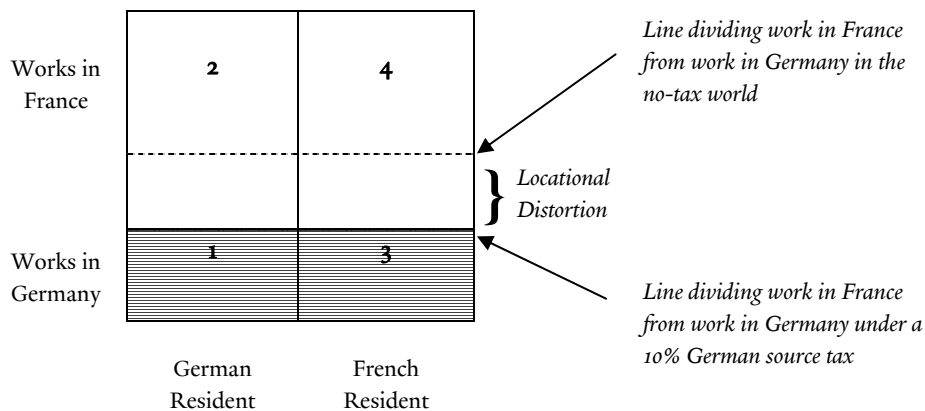 Works in
France
2
4
Line dividing work in France
from work in Germany in the
no-tax world
}
Locational
Distortion
Works in
Germany
1
3
Line dividing work in France
from work in Germany under a
10% German source tax
German
Resident
French
Resident